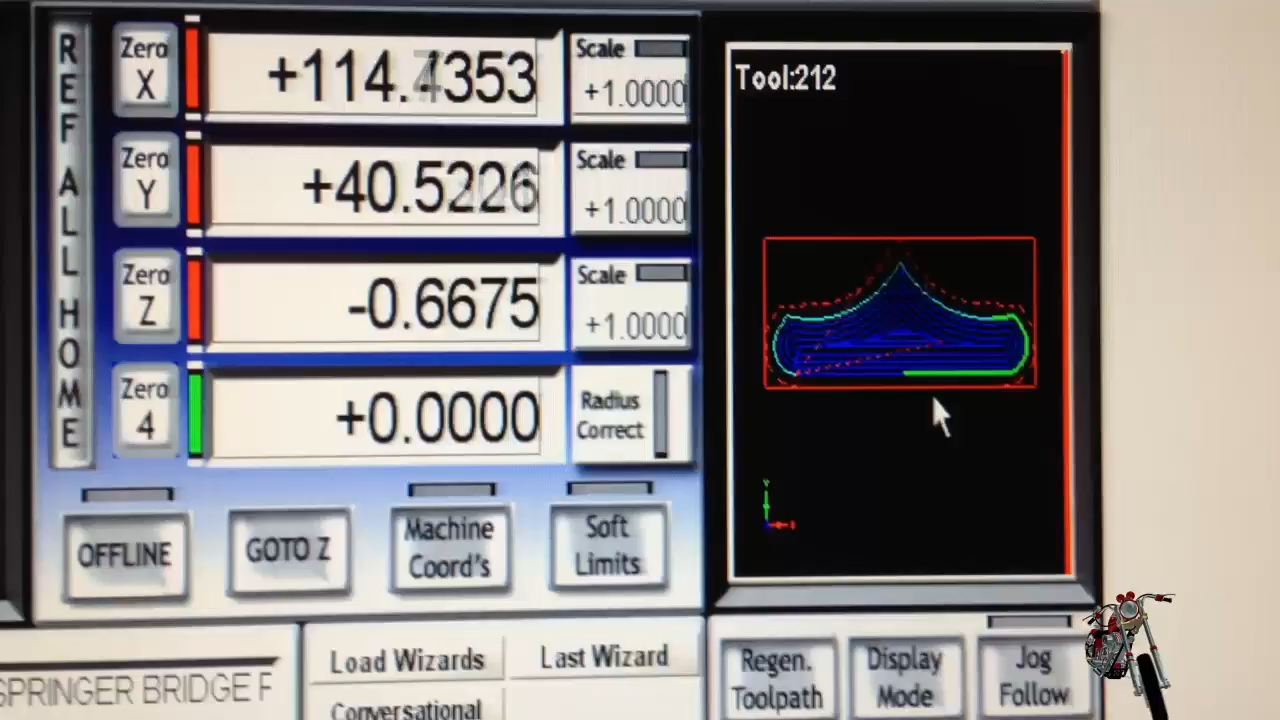 REF ALL HOME
Zero
X
+114.4353
Scale
+1.0000
Zero
Y
+40.5226
Scale
+1.0000
Zero
Z
-0.6675
Scale
+1.0000
Zero
4
+0.0000
Radius
Correct
OFFLINE
GOTO Z
Machine
Coord's
Soft
Limits
Tool:212
Y
SPRINGER BRIDGE F
Load Wizards
Last Wizard
Conversational
Regen.
Toolpath
Display
Mode
Jog
Follow